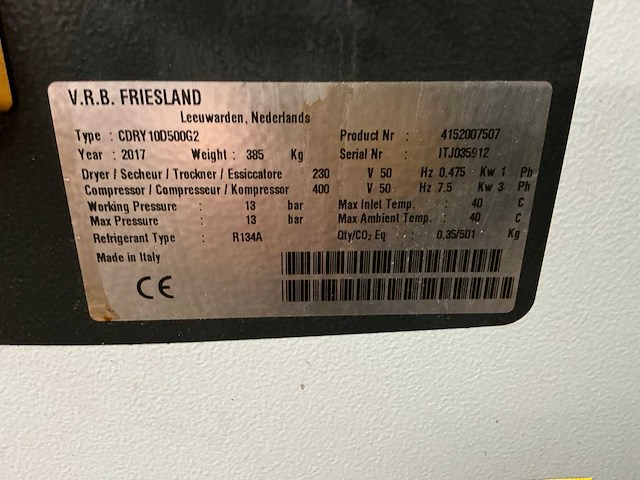 V.R.B. FRIESLAND
Leeuwarden, Nederlands
Type : CDRY10D500G2 Product Nr : 4152007507
Year : 2017 Weight : 385 Kg Serial Nr : ITJ035912
Dryer / Secheur / Trockner / Essiccatore 230 V 50 Hz 0,475 Kw 1 Ph
Compressor / Compresseur / Kompressor 400 V 50 Hz 7.5 Kw 3 Ph
Working Pressure : 13 bar Max Inlet Temp. : 40 C
Max Pressure : 13 bar Max Ambient Temp. : 40 C
Refrigerant Type : R134A Qty/CO₂ Eq : 0,35/501 Kg
Made in Italy
CE